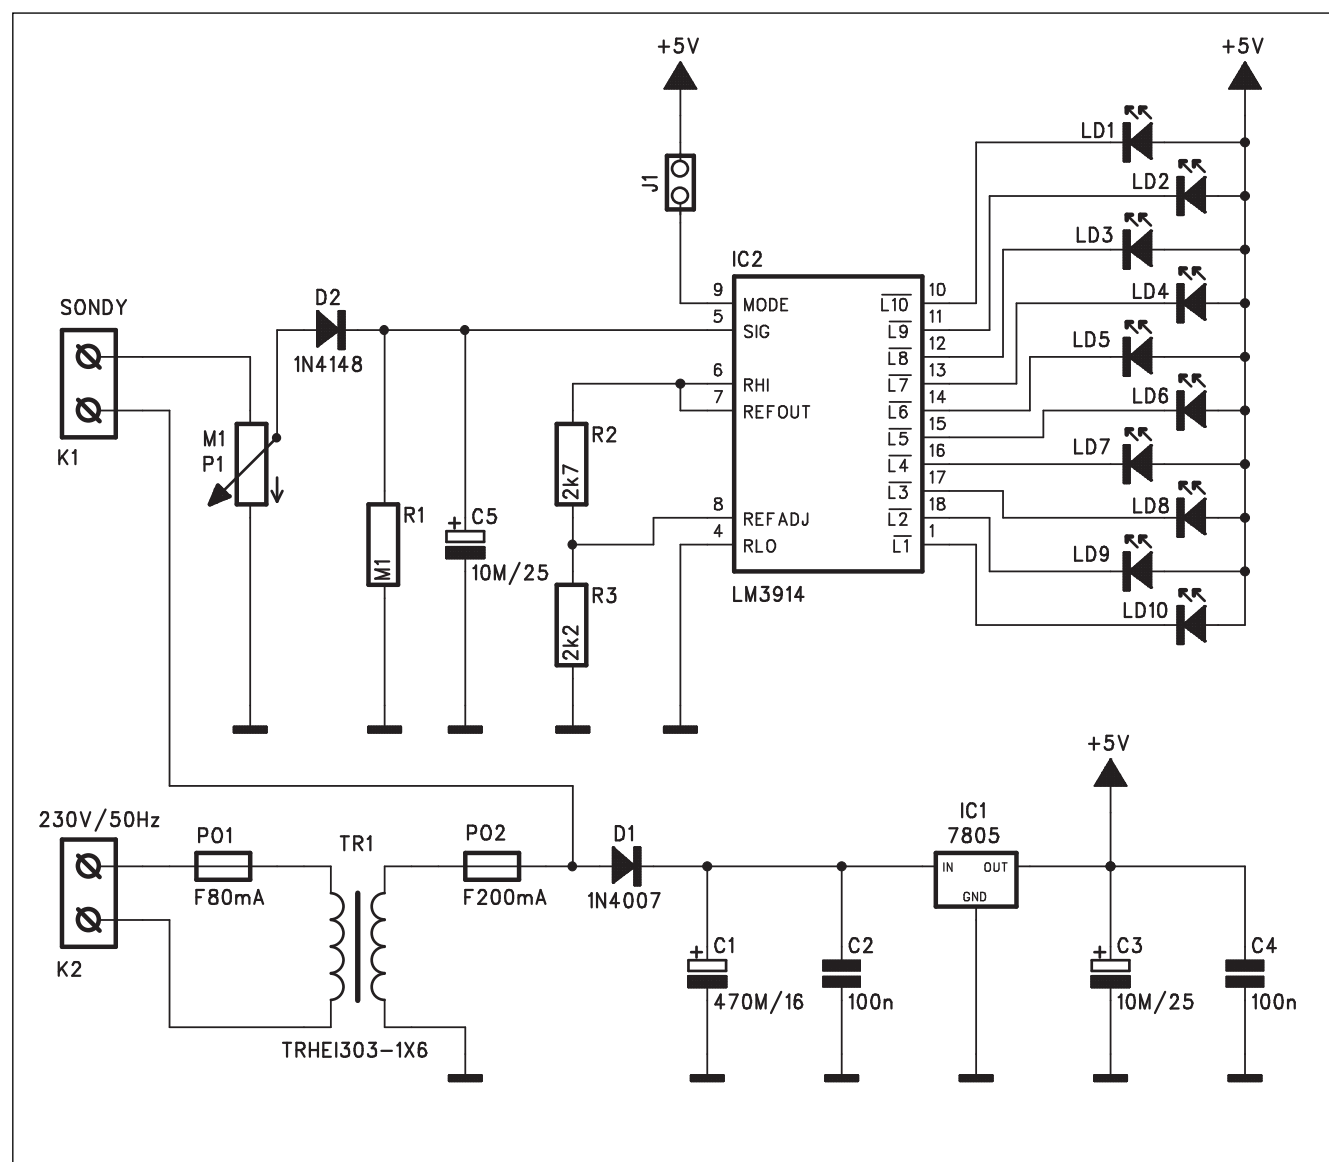 +5V
+5V
LD1
J1
LD2
LD3
IC2
LD4
SONDY
D2
9 MODE
L10 10
5 SIG
L9 11
1N4148
LD5
L8 12
6 RHI
L7 13
LD6
7 REFOUT
L6 14
M1
P1
R2
L5 15
K1
2k7
L4 16
LD7
L3 17
R1
C5
+
8 REFADJ
L2 18
LD8
4 RLO
L1 1
LD9
M1
10M/25
R3
LM3914
LD10
2k2
+5V
230V/50Hz
PO1
TR1
PO2
D1
IC1
7805
IN OUT
F80mA
F200mA
1N4007
GND
K2
+
C1
C2
+
C3
C4
470M/16
100n
10M/25
100n
TRHEI303-1X6